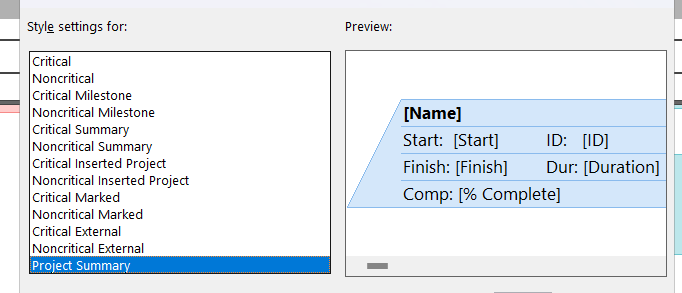 Style settings for:
Critical
Noncritical
Critical Milestone
Noncritical Milestone
Critical Summary
Noncritical Summary
Critical Inserted Project
Noncritical Inserted Project
Critical Marked
Noncritical Marked
Critical External
Noncritical External
Project Summary
Preview:
[Name]
Start: [Start] ID: [ID]
Finish: [Finish] Dur: [Duration]
Comp: [% Complete]